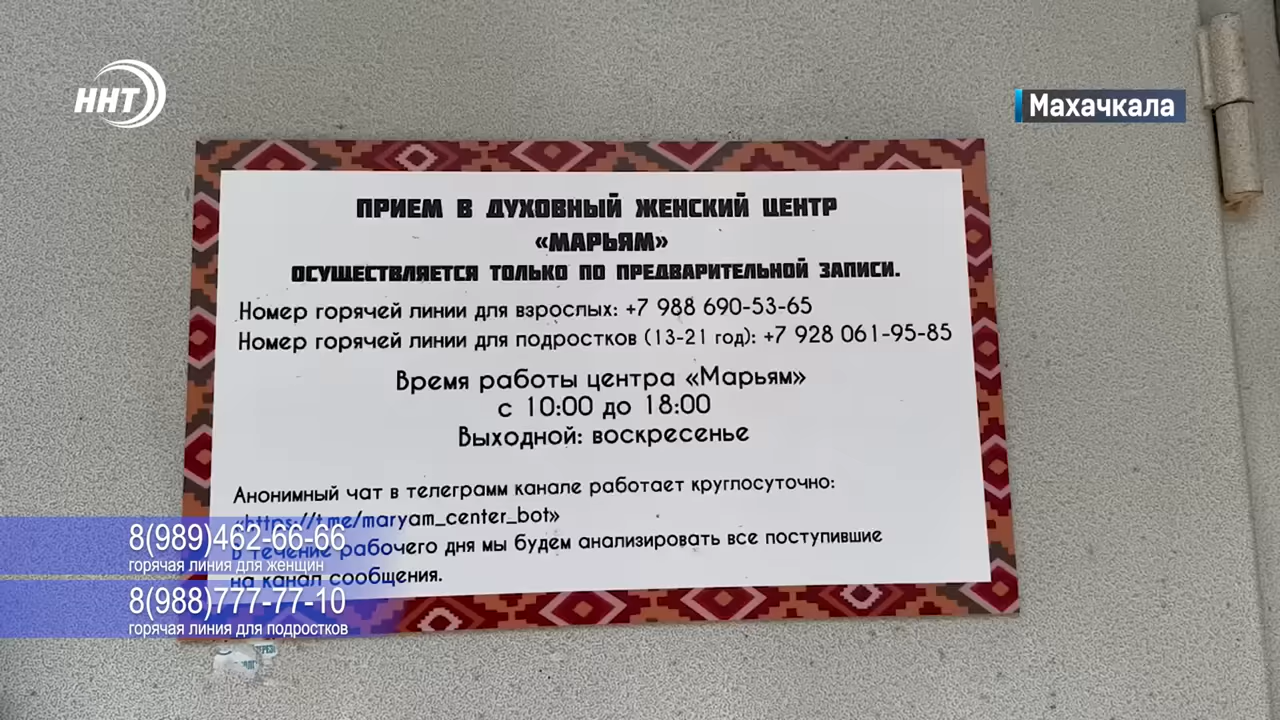 ННТ
Махачкала
ПРИЕМ В ДУХОВНЫЙ ЖЕНСКИЙ ЦЕНТР
«МАРЬЯМ»
ОСУЩЕСТВЛЯЕТСЯ ТОЛЬКО ПО ПРЕДВАРИТЕЛЬНОЙ ЗАПИСИ.
Номер горячей линии для взрослых: +7 988 690-53-65
Номер горячей линии для подростков (13-21 год): +7 928 061-95-85
Время работы центра «Марьям»
с 10:00 до 18:00
Выходной: воскресенье
Анонимный чат в телеграмм канале работает круглосуточно:
«https://t.me/maryam_center_bot»
В течение рабочего дня мы будем анализировать все поступившие
на канал сообщения.
8(989)462-66-66
горячая линия для женщин
8(988)777-77-10
горячая линия для подростков